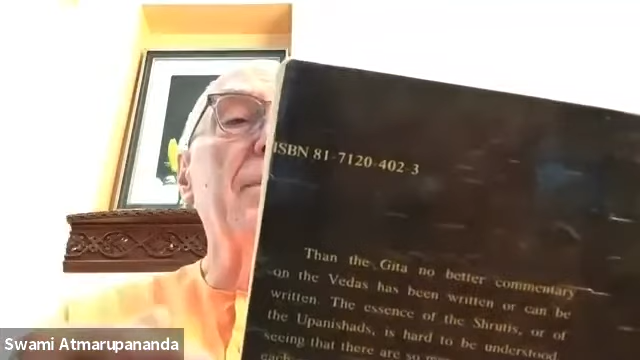 ISBN 81-7120-402-3
Than the Gita no better commentary
on the Vedas has been written or can be
written. The essence of the Shrutis, or of
the Upanishads, is hard to be understood
seeing that there are so
Swami Atmarupananda